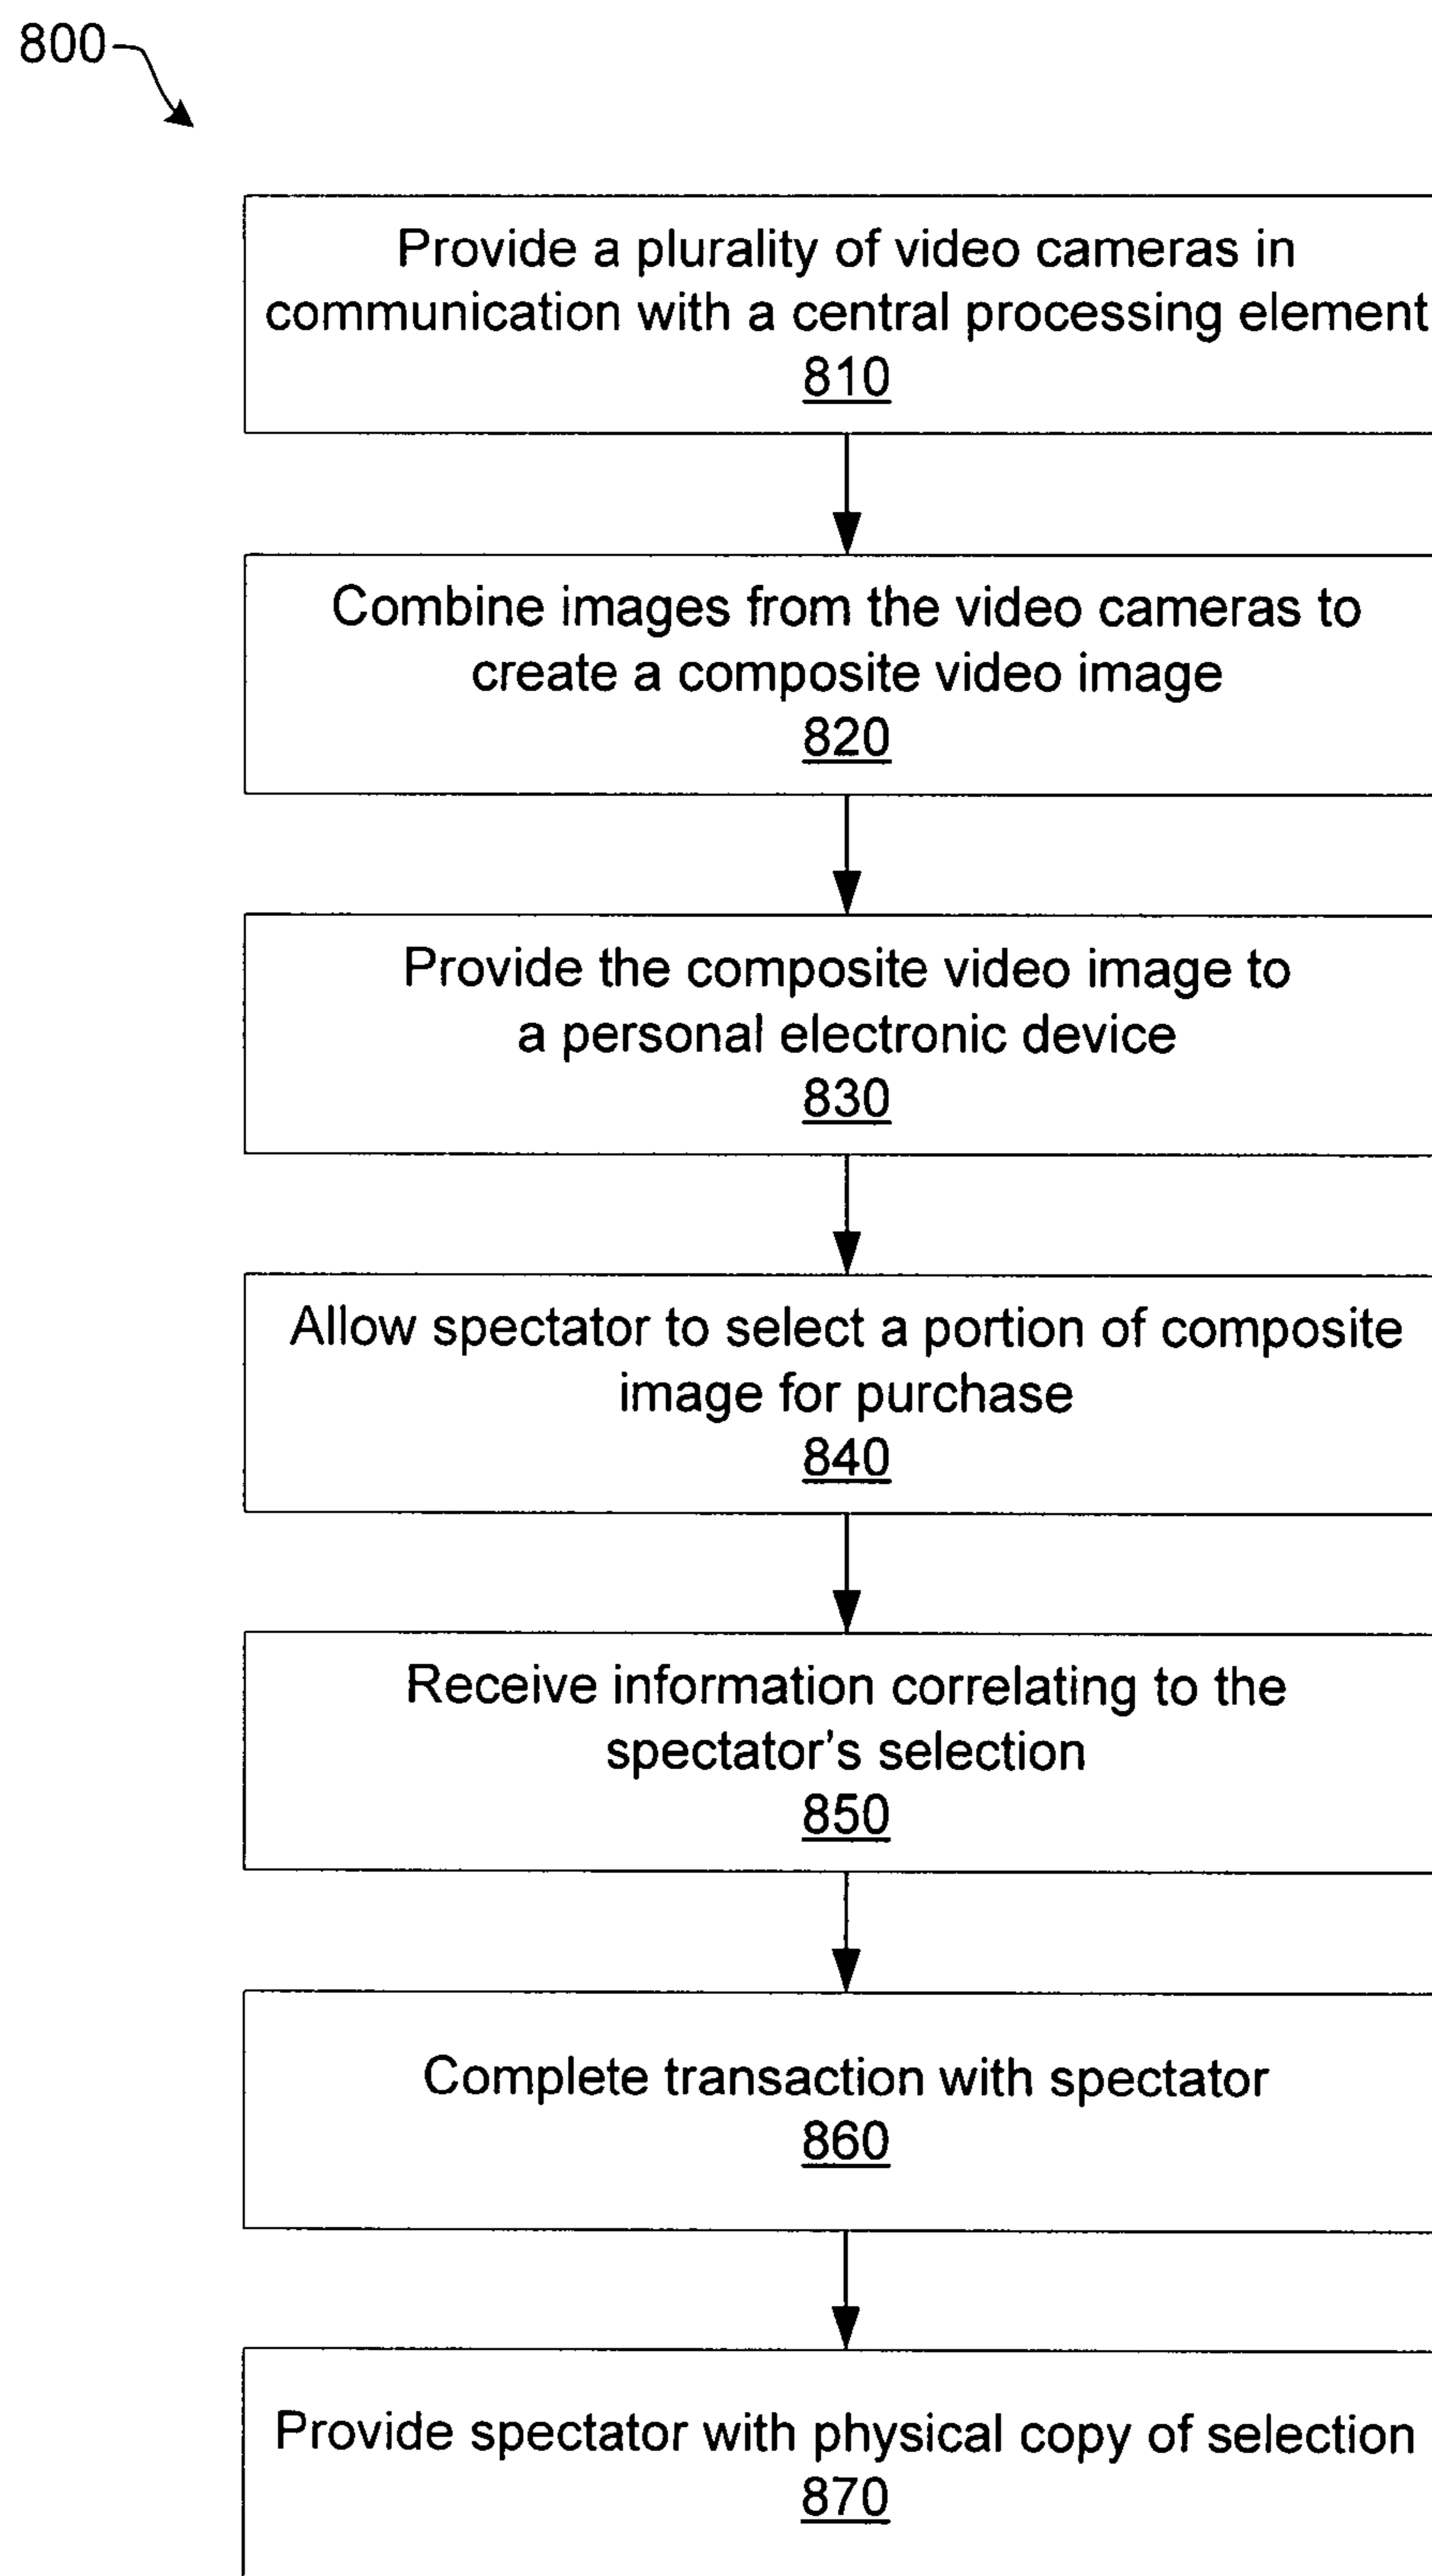 800
Provide a plurality of video cameras in
communication with a central processing element
810
Combine images from the video cameras to
create a composite video image
820
Provide the composite video image to
a personal electronic device
830
Allow spectator to select a portion of composite
image for purchase
840
Receive information correlating to the
spectator’s selection
850
Complete transaction with spectator
860
Provide spectator with physical copy of selection
870